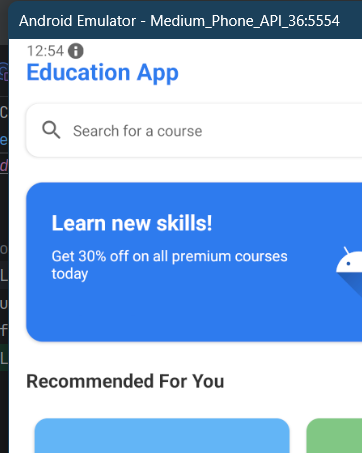 Android Emulator - Medium_Phone_API_36:5554
12:54
Education App
Search for a course
Learn new skills!
Get 30% off on all premium courses
today
Recommended For You